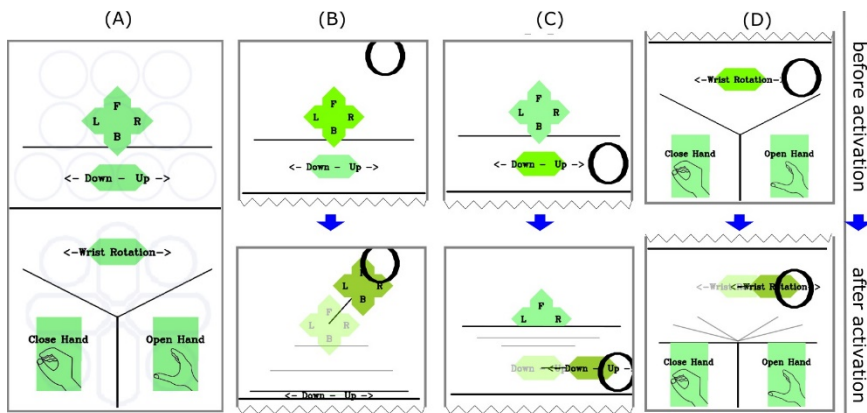 (A)
(B)
(C)
(D)
F
L R
B
<- Down - Up ->
<-Wrist Rotation->
Close Hand
Open Hand
F
L R
B
<- Down - Up ->
F
L R
B
<- Down - Up ->
<-Wrist Rotation->
Close Hand
Open Hand
before activation
F
L R
B
L F R
B
<- Down - Up ->
F
L R
B
Down
<-Down - Up ->
<-Wrist
<-Wrist Rotation->
Close Hand
Open Hand
after activation